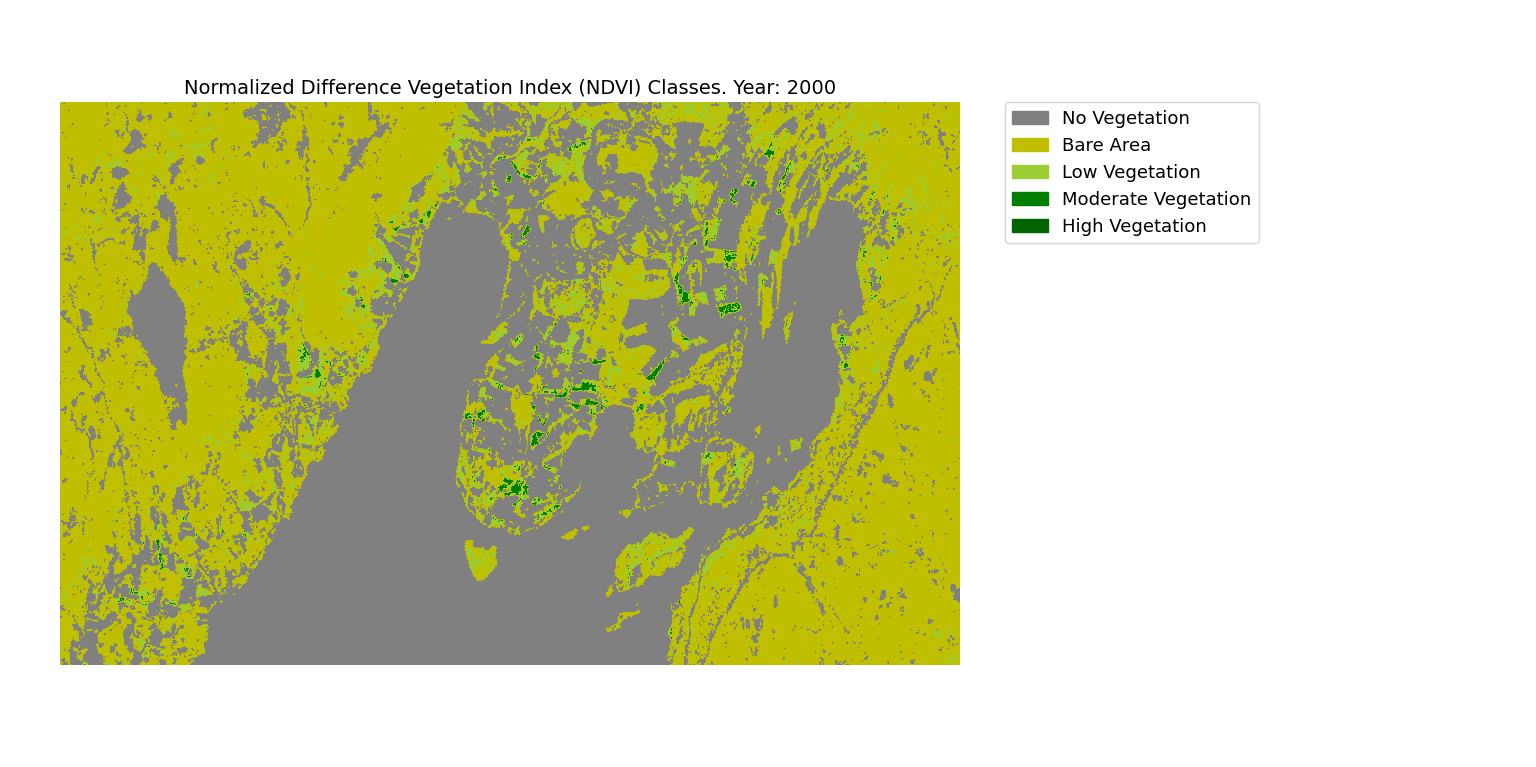 Normalized Difference Vegetation Index (NDVI) Classes. Year: 2000
No Vegetation
Bare Area
Low Vegetation
Moderate Vegetation
High Vegetation